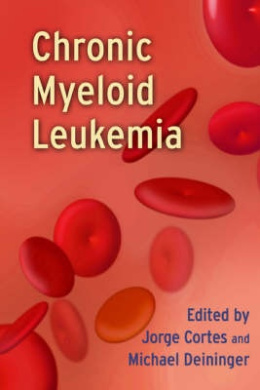 Chronic
Myeloid
Leukemia
Edited by
Jorge Cortes and
Michael Deininger